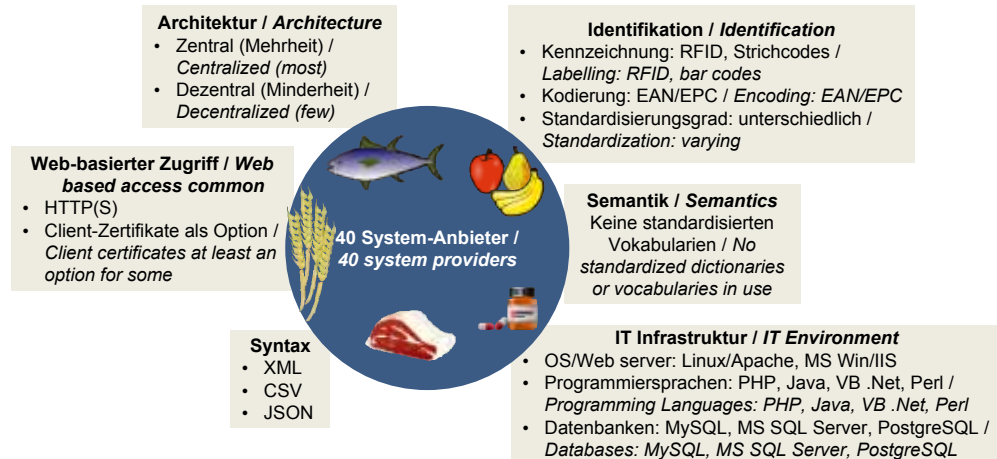 Architektur / Architecture
• Zentral (Mehrheit) /
Centralized (most)
• Dezentral (Minderheit) /
Decentralized (few)
Identifikation / Identification
• Kennzeichnung: RFID, Strichcodes /
Labelling: RFID, bar codes
• Kodierung: EAN/EPC / Encoding: EAN/EPC
• Standardisierungsgrad: unterschiedlich /
Standardization: varying
Web-basierter Zugriff / Web
based access common
• HTTP(S)
• Client-Zertifikate als Option /
Client certificates at least an
option for some
40 System-Anbieter /
40 system providers
Semantik / Semantics
Keine standardisierten
Vokabularien / No
standardized dictionaries
or vocabularies in use
Syntax
• XML
• CSV
• JSON
IT Infrastruktur / IT Environment
• OS/Web server: Linux/Apache, MS Win/IIS
• Programmiersprachen: PHP, Java, VB .Net, Perl /
Programming Languages: PHP, Java, VB .Net, Perl
• Datenbanken: MySQL, MS SQL Server, PostgreSQL /
Databases: MySQL, MS SQL Server, PostgreSQL